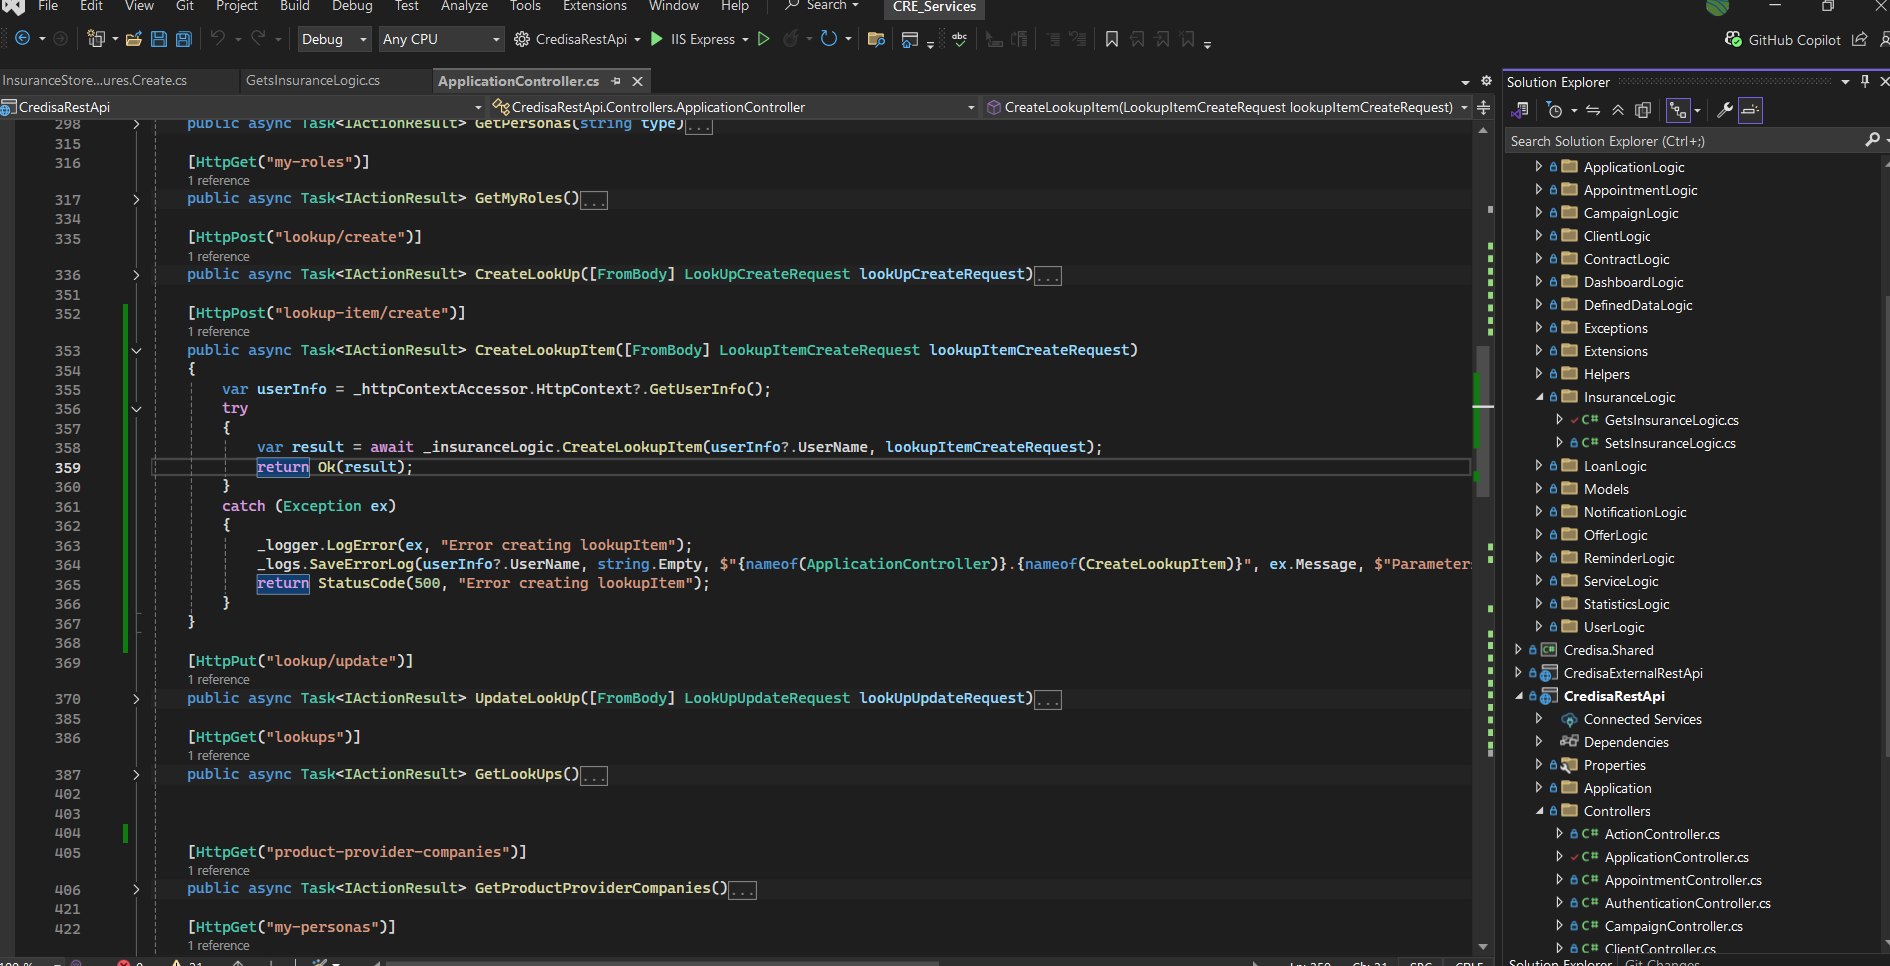 File Edit View Git Project Build Debug Test Analyze Tools Extensions Window Help Search CRE_Services
Debug Any CPU CredisaRestApi IIS Express GitHub Copilot
InsuranceStore...ures.Create.cs GetsInsuranceLogic.cs ApplicationController.cs
CredisaRestApi CredisaRestApi.Controllers.ApplicationController CreateLookupItem(LookupItemCreateRequest lookupItemCreateRequest)
298 public async Task<IActionResult> GetPersonas(string type)...
315
316 [HttpGet("my-roles")]
1 reference
317 public async Task<IActionResult> GetMyRoles()...
334
335 [HttpPost("lookup/create")]
1 reference
336 public async Task<IActionResult> CreateLookUp([FromBody] LookUpCreateRequest lookUpCreateRequest)...
351
352 [HttpPost("lookup-item/create")]
1 reference
353 public async Task<IActionResult> CreateLookupItem([FromBody] LookupItemCreateRequest lookupItemCreateRequest)
354 {
355 var userInfo = _httpContextAccessor.HttpContext?.GetUserInfo();
356 try
357 {
358 var result = await _insuranceLogic.CreateLookupItem(userInfo?.UserName, lookupItemCreateRequest);
359 return Ok(result);
360 }
361 catch (Exception ex)
362 {
363 _logger.LogError(ex, "Error creating lookupItem");
364 _logs.SaveErrorLog(userInfo?.UserName, string.Empty, $"{nameof(ApplicationController)}.{nameof(CreateLookupItem)}", ex.Message, $"Parameters
365 return StatusCode(500, "Error creating lookupItem");
366 }
367 }
368
369 [HttpPut("lookup/update")]
1 reference
370 public async Task<IActionResult> UpdateLookUp([FromBody] LookUpUpdateRequest lookUpUpdateRequest)...
385
386 [HttpGet("lookups")]
1 reference
387 public async Task<IActionResult> GetLookUps()...
402
403
404
405 [HttpGet("product-provider-companies")]
1 reference
406 public async Task<IActionResult> GetProductProviderCompanies()...
421
422 [HttpGet("my-personas")]
1 reference
Solution Explorer
Search Solution Explorer (Ctrl+;)
ApplicationLogic
AppointmentLogic
CampaignLogic
ClientLogic
ContractLogic
DashboardLogic
DefinedDataLogic
Exceptions
Extensions
Helpers
InsuranceLogic
C# GetsInsuranceLogic.cs
C# SetsInsuranceLogic.cs
LoanLogic
Models
NotificationLogic
OfferLogic
ReminderLogic
ServiceLogic
StatisticsLogic
UserLogic
C# Credisa.Shared
CredisaExternalRestApi
CredisaRestApi
Connected Services
Dependencies
Properties
Application
Controllers
C# ActionController.cs
C# ApplicationController.cs
C# AppointmentController.cs
C# AuthenticationController.cs
C# CampaignController.cs
C# ClientController.cs
Solution Explorer Git Changes